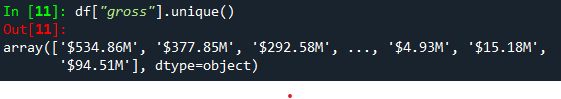 In [11]: df["gross"].unique()
Out[11]:
array(['$534.86M', '$377.85M', '$292.58M', ..., '$4.93M', '$15.18M',
       '$94.51M'], dtype=object)